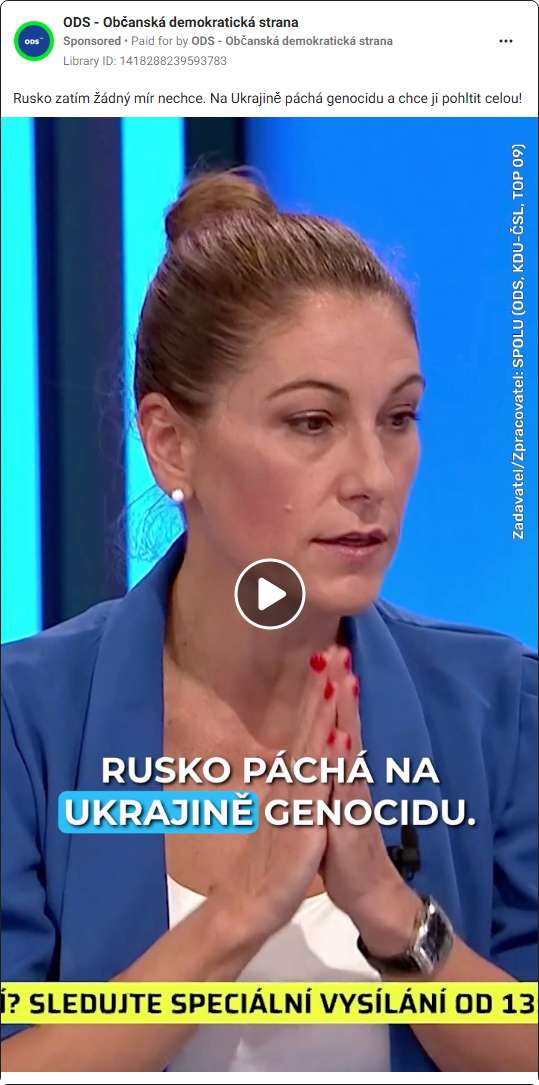 ODS - Občanská demokratická strana
Sponsored • Paid for by ODS - Občanská demokratická strana
Library ID: 1418288239593783
ODS
Rusko zatím žádný mír nechce. Na Ukrajině páchá genocidu a chce ji pohltit celou!
Zadavatel/Zpracovatel: SPOLU (ODS, KDU-ČSL, TOP 09)
RUSKO PÁCHÁ NA
UKRAJINĚ GENOCIDU.
Í? SLEDUJTE SPECIÁLNÍ VYSÍLÁNÍ OD 13